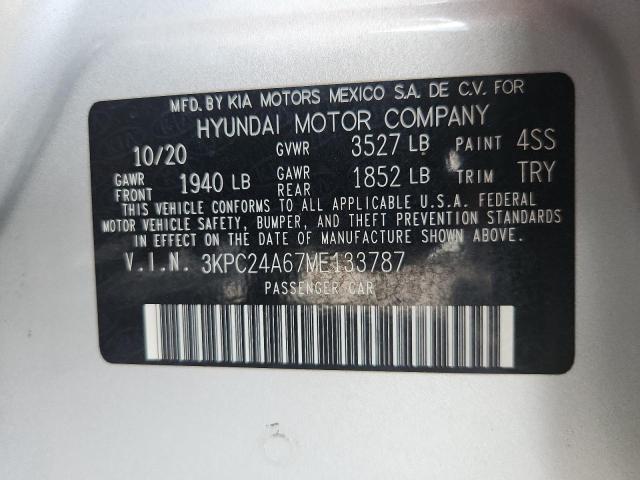 MFD. BY KIA MOTORS MEXICO S.A. DE C.V. FOR
HYUNDAI MOTOR COMPANY
10/20 GVWR 3527 LB PAINT 4SS
GAWR FRONT 1940 LB GAWR REAR 1852 LB TRIM TRY
THIS VEHICLE CONFORMS TO ALL APPLICABLE U.S.A. FEDERAL
MOTOR VEHICLE SAFETY, BUMPER, AND THEFT PREVENTION STANDARDS
IN EFFECT ON THE DATE OF MANUFACTURE SHOWN ABOVE.
V.I.N. 3KPC24A67ME133787
PASSENGER CAR